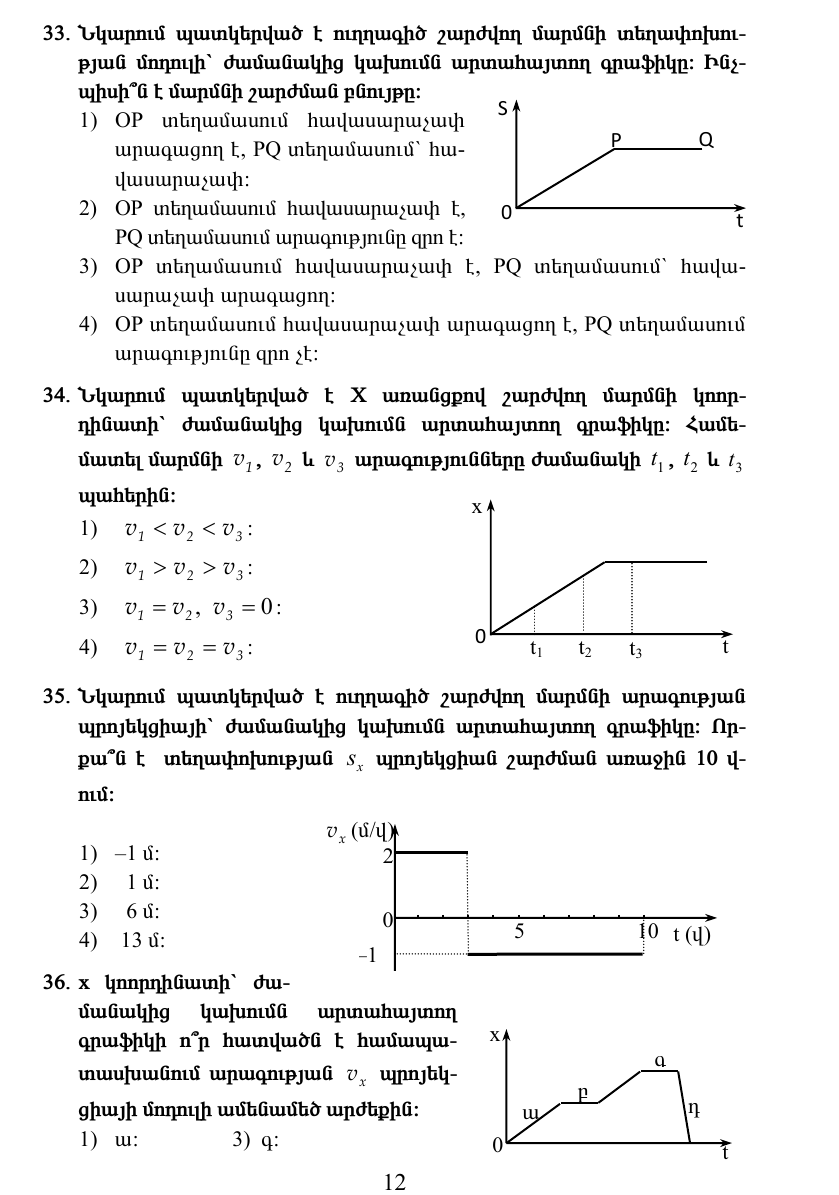 33. Նկարում պատկերված է ուղղագիծ շարժվող մարմնի տեղափոխու-
թյան մոդուլի՝ ժամանակից կախումն արտահայտող գրաֆիկը: Ինչ-
պիսի՞ն է մարմնի շարժման բնույթը:
1) OP տեղամասում հավասարաչափ
արագացող է, PQ տեղամասում՝ հա-
վասարաչափ:
2) OP տեղամասում հավասարաչափ է,
PQ տեղամասում արագությունը զրո է:
3) OP տեղամասում հավասարաչափ է, PQ տեղամասում՝ հավա-
սարաչափ արագացող:
4) OP տեղամասում հավասարաչափ արագացող է, PQ տեղամասում
արագությունը զրո չէ:
S
P Q
0
t
34. Նկարում պատկերված է X առանցքով շարժվող մարմնի կոոր-
դինատի՝ ժամանակից կախումն արտահայտող գրաֆիկը: Համե-
մատել մարմնի v₁, v₂ և v₃ արագությունները ժամանակի t₁, t₂ և t₃
պահերին:
1) v₁ < v₂ < v₃:
2) v₁ > v₂ > v₃:
3) v₁ = v₂, v₃ = 0:
4) v₁ = v₂ = v₃:
x
0
t₁ t₂ t₃ t
35. Նկարում պատկերված է ուղղագիծ շարժվող մարմնի արագության
պրոյեկցիայի՝ ժամանակից կախումն արտահայտող գրաֆիկը: Որ-
քա՞ն է տեղափոխության sₓ պրոյեկցիան շարժման առաջին 10 վ-
ում:
1) –1 մ:
2) 1 մ:
3) 6 մ:
4) 13 մ:
vₓ (մ/վ)
2
0
5 10 t (վ)
–1
36. x կոորդինատի՝ ժա-
մանակից կախումն արտահայտող
գրաֆիկի ո՞ր հատվածն է համապա-
տասխանում արագության vₓ պրոյեկ-
ցիայի մոդուլի ամենամեծ արժեքին:
1) ա: 3) գ:
x
գ
բ
ա դ
0
t
12